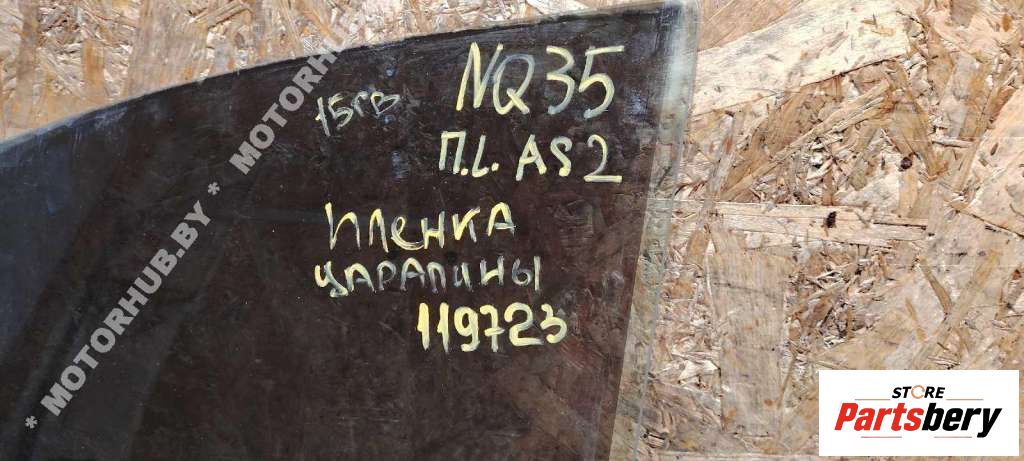 NQ35
15СВ
П.L. AS2
ПЛЕНКА
ЦАРАПИНЫ
119723
* MOTORHUB.BY * MOTORHUB
STORE
Partsbery